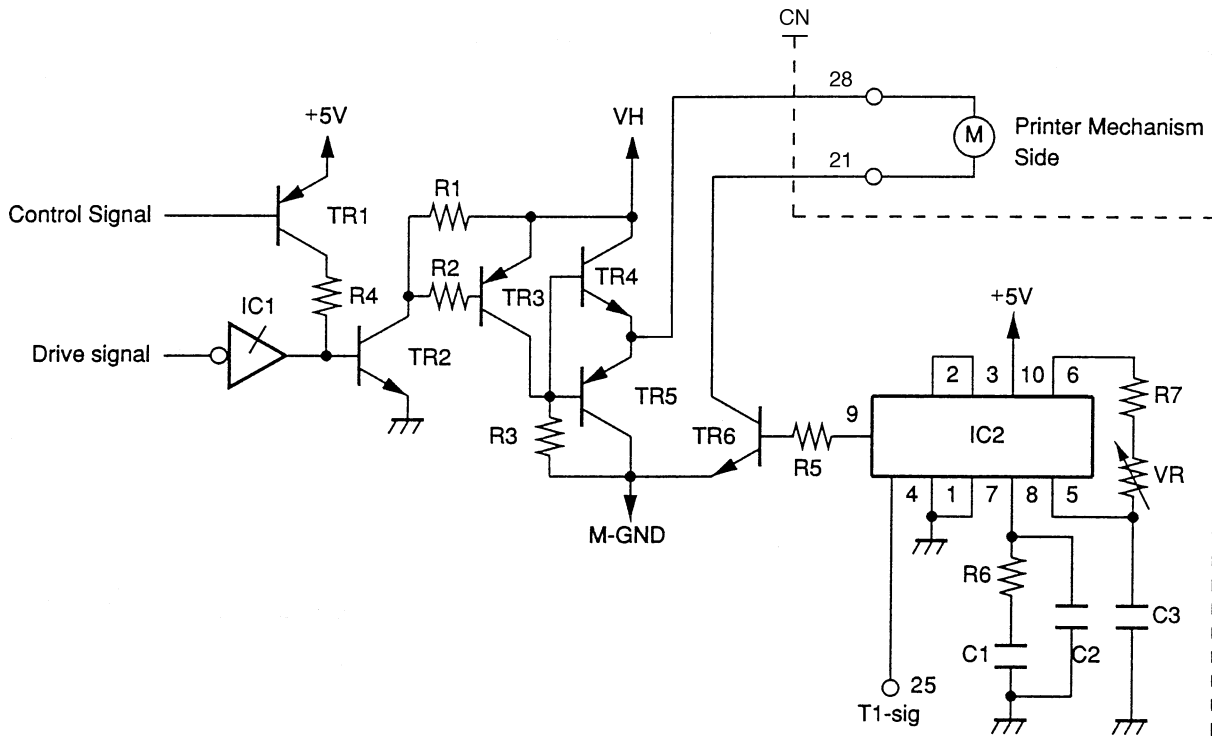 CN
28
+5V
VH
M
Printer Mechanism
Side
21
R1
Control Signal
TR1
R2
TR4
TR3
R4
IC1
+5V
Drive signal
TR2
2
3
10
6
R7
TR5
9
R3
TR6
IC2
R5
VR
4
1
7
8
5
M-GND
R6
C3
C1
C2
25
T1-sig